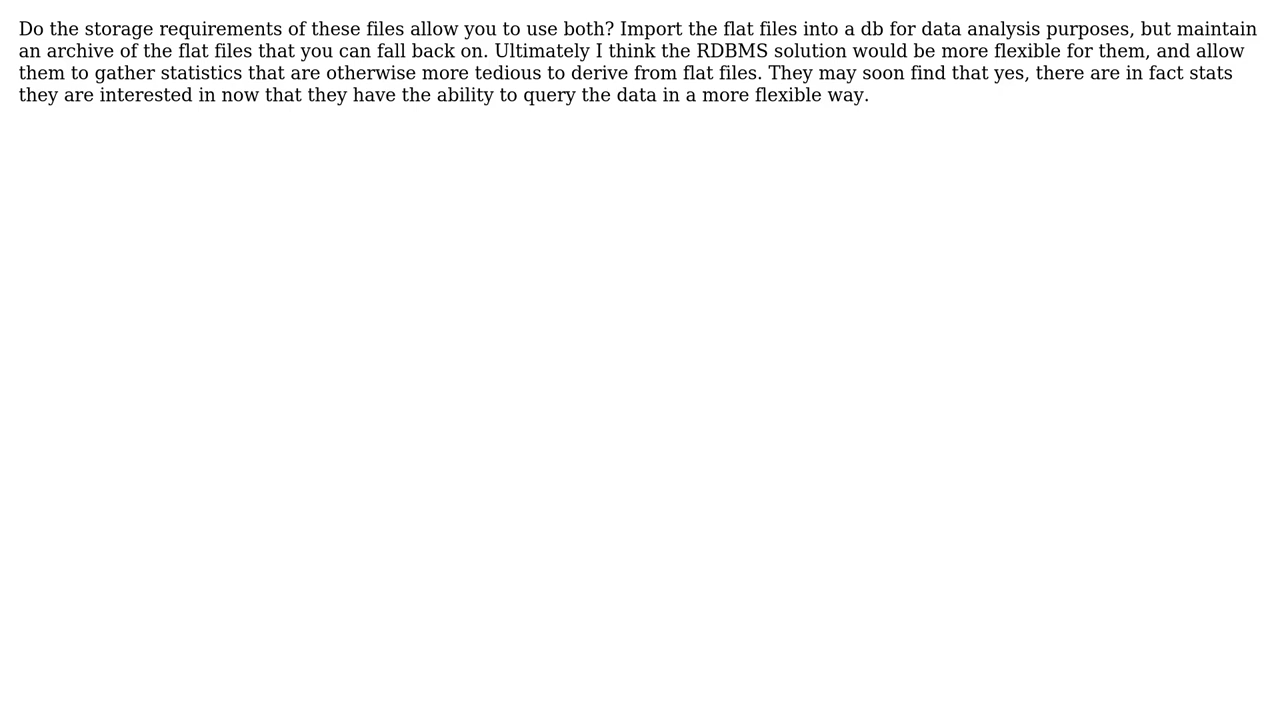 Do the storage requirements of these files allow you to use both? Import the flat files into a db for data analysis purposes, but maintain
an archive of the flat files that you can fall back on. Ultimately I think the RDBMS solution would be more flexible for them, and allow
them to gather statistics that are otherwise more tedious to derive from flat files. They may soon find that yes, there are in fact stats
they are interested in now that they have the ability to query the data in a more flexible way.